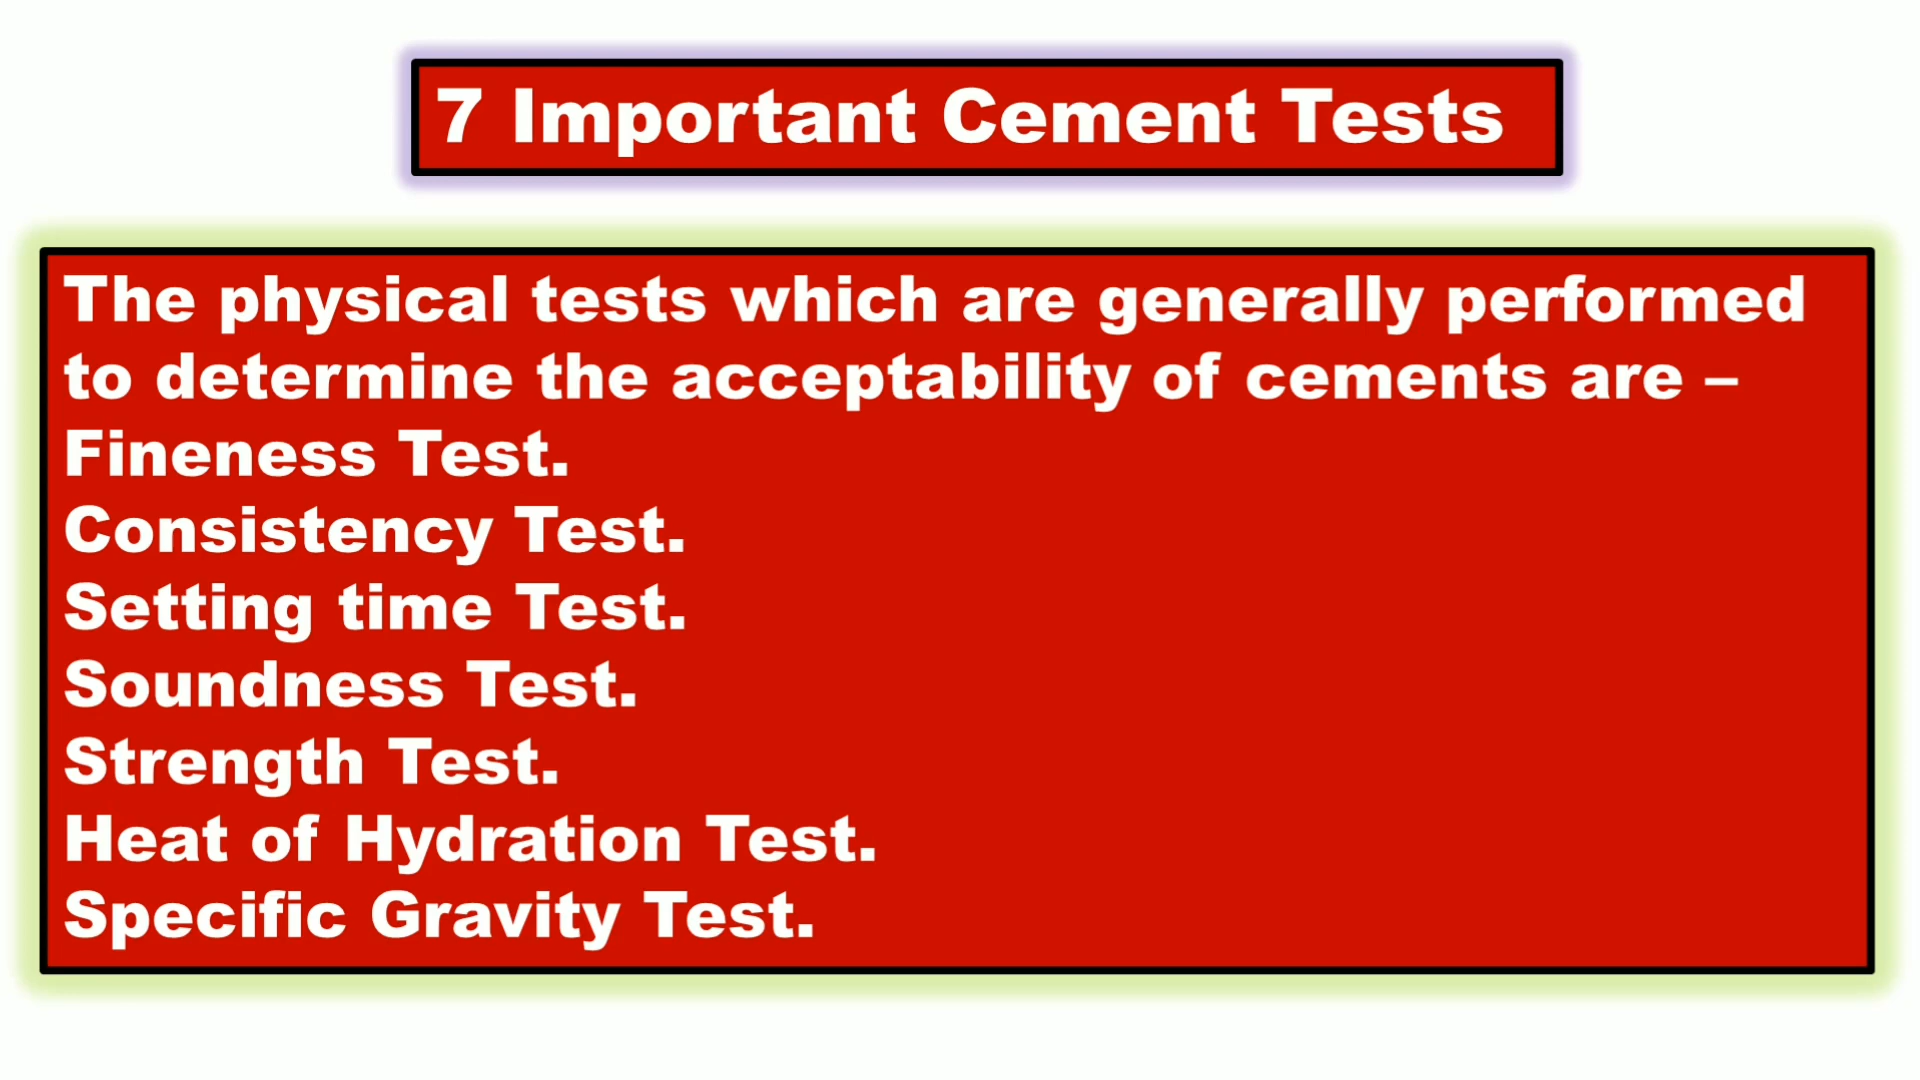 7 Important Cement Tests
The physical tests which are generally performed
to determine the acceptability of cements are –
Fineness Test.
Consistency Test.
Setting time Test.
Soundness Test.
Strength Test.
Heat of Hydration Test.
Specific Gravity Test.